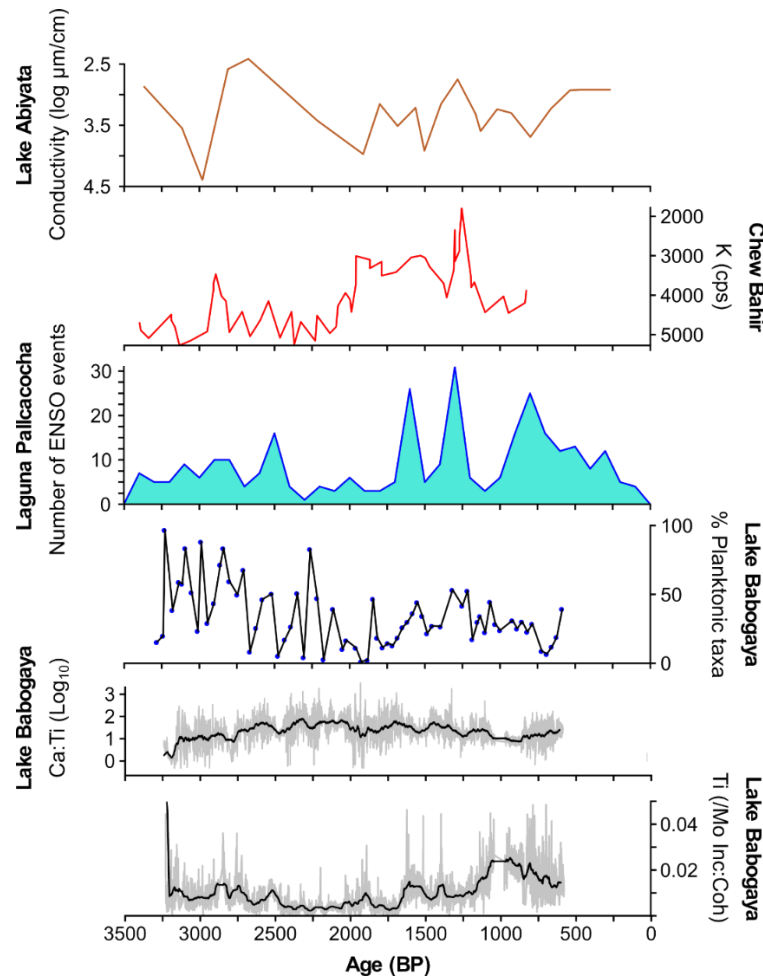 Lake Abiyata
Conductivity (log µm/cm)
2.5
3.5
4.5
2000
3000
4000
5000
K (cps)
Chew Bahir
Laguna Pallcacocha
Number of ENSO events
30
20
10
0
100
50
0
% Planktonic taxa
Lake Babogaya
Lake Babogaya
Ca:Ti (Log10)
3
2
1
0
0.04
0.02
Ti (/Mo Inc:Coh)
Lake Babogaya
3500 3000 2500 2000 1500 1000 500 0
Age (BP)